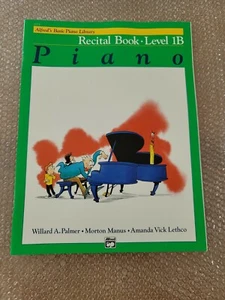 Alfred's Basic Piano Library
Recital Book · Level 1B
Piano
Willard A. Palmer · Morton Manus · Amanda Vick Lethco